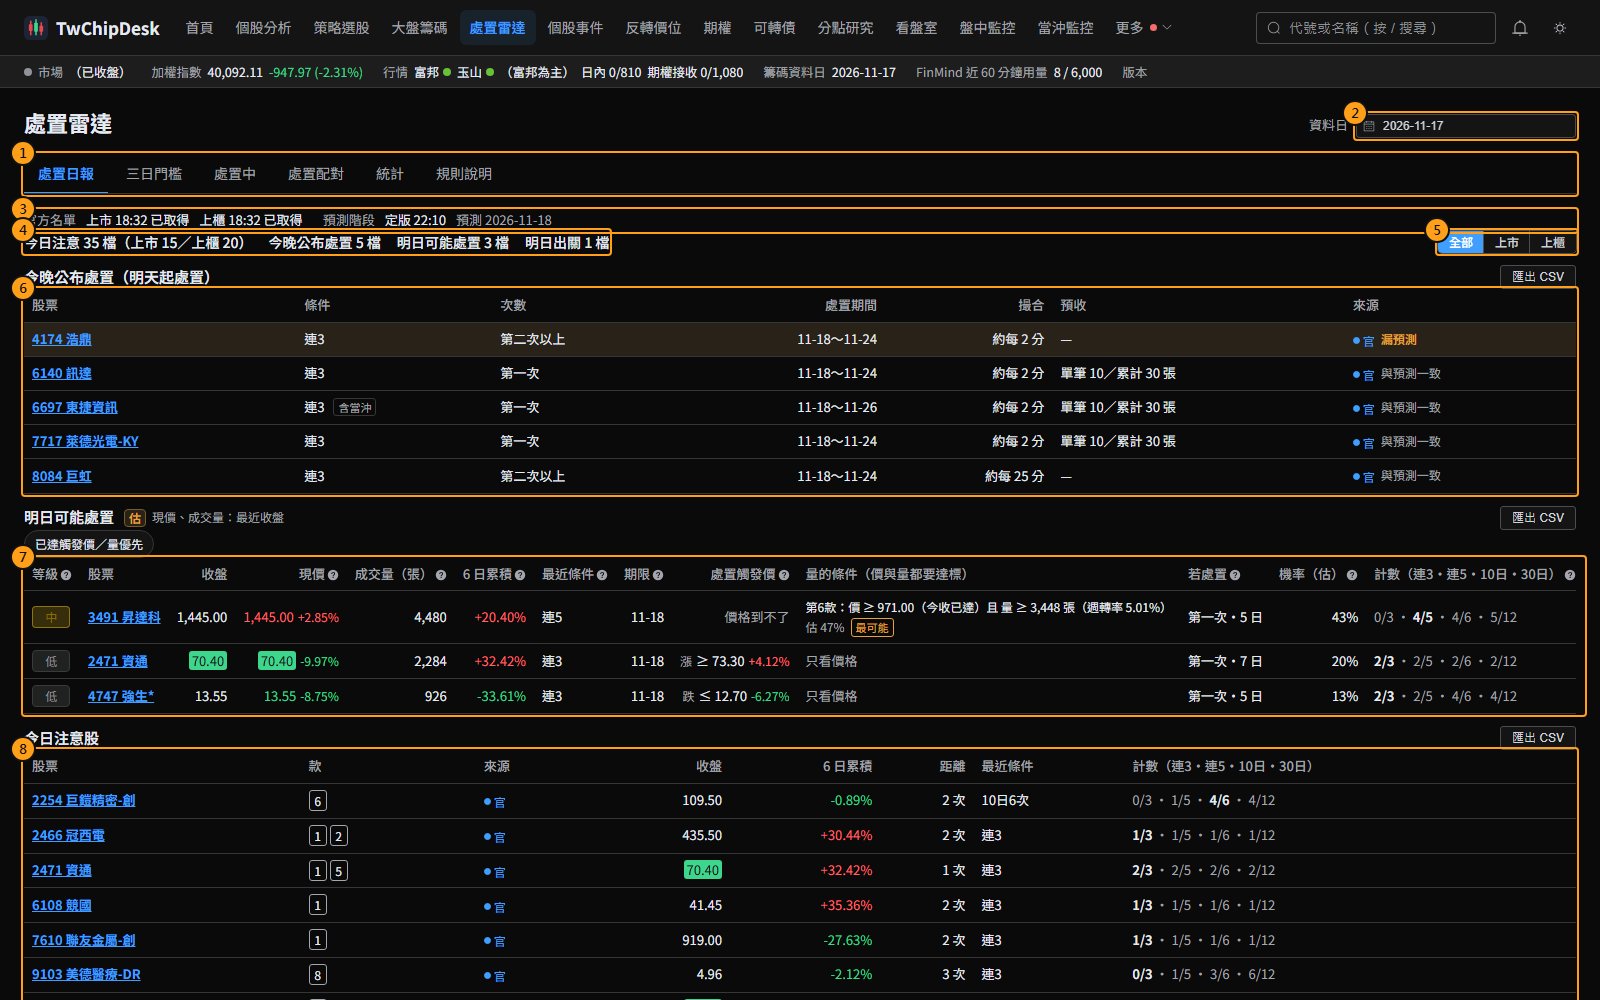 TwChipDesk 首頁 個股分析 策略選股 大盤籌碼 處置雷達 個股事件 反轉價位 期權 可轉債 分點研究 看盤室 盤中監控 當沖監控 更多 代號或名稱（按 / 搜尋）
市場 （已收盤） 加權指數 40,092.11 -947.97 (-2.31%) 行情 富邦 玉山 （富邦為主） 日內 0/810 期權接收 0/1,080 籌碼資料日 2026-11-17 FinMind 近 60 分鐘用量 8 / 6,000 版本
處置雷達 資料日 2 2026-11-17
1
處置日報 三日門檻 處置中 處置配對 統計 規則說明
3
方名單 上市 18:32 已取得 上櫃 18:32 已取得 預測階段 定版 22:10 預測 2026-11-18
4 今日注意 35 檔（上市 15／上櫃 20） 今晚公布處置 5 檔 明日可能處置 3 檔 明日出關 1 檔 5 全部 上市 上櫃
今晚公布處置（明天起處置） 匯出 CSV
6
股票 條件 次數 處置期間 撮合 預收 來源
4174 浩鼎 連3 第二次以上 11-18～11-24 約每 2 分 — 官 漏預測
6140 訊達 連3 第一次 11-18～11-24 約每 2 分 單筆 10／累計 30 張 官 與預測一致
6697 東捷資訊 連3 含當沖 第一次 11-18～11-26 約每 2 分 單筆 10／累計 30 張 官 與預測一致
7717 萊德光電-KY 連3 第一次 11-18～11-24 約每 2 分 單筆 10／累計 30 張 官 與預測一致
8084 巨虹 連3 第二次以上 11-18～11-24 約每 25 分 — 官 與預測一致
明日可能處置 估 現價、成交量：最近收盤 匯出 CSV
已達觸發價／量優先
7
等級 ? 股票 收盤 現價 ? 成交量（張） ? 6 日累積 ? 最近條件 ? 期限 ? 處置觸發價 ? 量的條件（價與量都要達標） 若處置 ? 機率（估） ? 計數（連3・連5・10日・30日） ?
中 3491 昇達科 1,445.00 1,445.00 +2.85% 4,480 +20.40% 連5 11-18 價格到不了 第6款：價 ≥ 971.00（今收已達）且 量 ≥ 3,448 張（週轉率 5.01%） 第一次・5 日 43% 0/3 ・ 4/5 ・ 4/6 ・ 5/12
估 47% 最可能
低 2471 資通 70.40 70.40 -9.97% 2,284 +32.42% 連3 11-18 漲 ≥ 73.30 +4.12% 只看價格 第一次・7 日 20% 2/3 ・ 2/5 ・ 2/6 ・ 2/12
低 4747 強生* 13.55 13.55 -8.75% 926 -33.61% 連3 11-18 跌 ≤ 12.70 -6.27% 只看價格 第一次・5 日 13% 2/3 ・ 2/5 ・ 4/6 ・ 4/12
今日注意股 匯出 CSV
8
股票 款 來源 收盤 6 日累積 距離 最近條件 計數（連3・連5・10日・30日）
2254 巨鎧精密-創 6 官 109.50 -0.89% 2 次 10日6次 0/3 ・ 1/5 ・ 4/6 ・ 4/12
2466 冠西電 1 2 官 435.50 +30.44% 2 次 連3 1/3 ・ 1/5 ・ 1/6 ・ 1/12
2471 資通 1 5 官 70.40 +32.42% 1 次 連3 2/3 ・ 2/5 ・ 2/6 ・ 2/12
6108 競國 1 官 41.45 +35.36% 2 次 連3 1/3 ・ 1/5 ・ 1/6 ・ 1/12
7610 聯友金屬-創 1 官 919.00 -27.63% 2 次 連3 1/3 ・ 1/5 ・ 1/6 ・ 1/12
9103 美德醫療-DR 8 官 4.96 -2.12% 3 次 連3 0/3 ・ 1/5 ・ 3/6 ・ 6/12